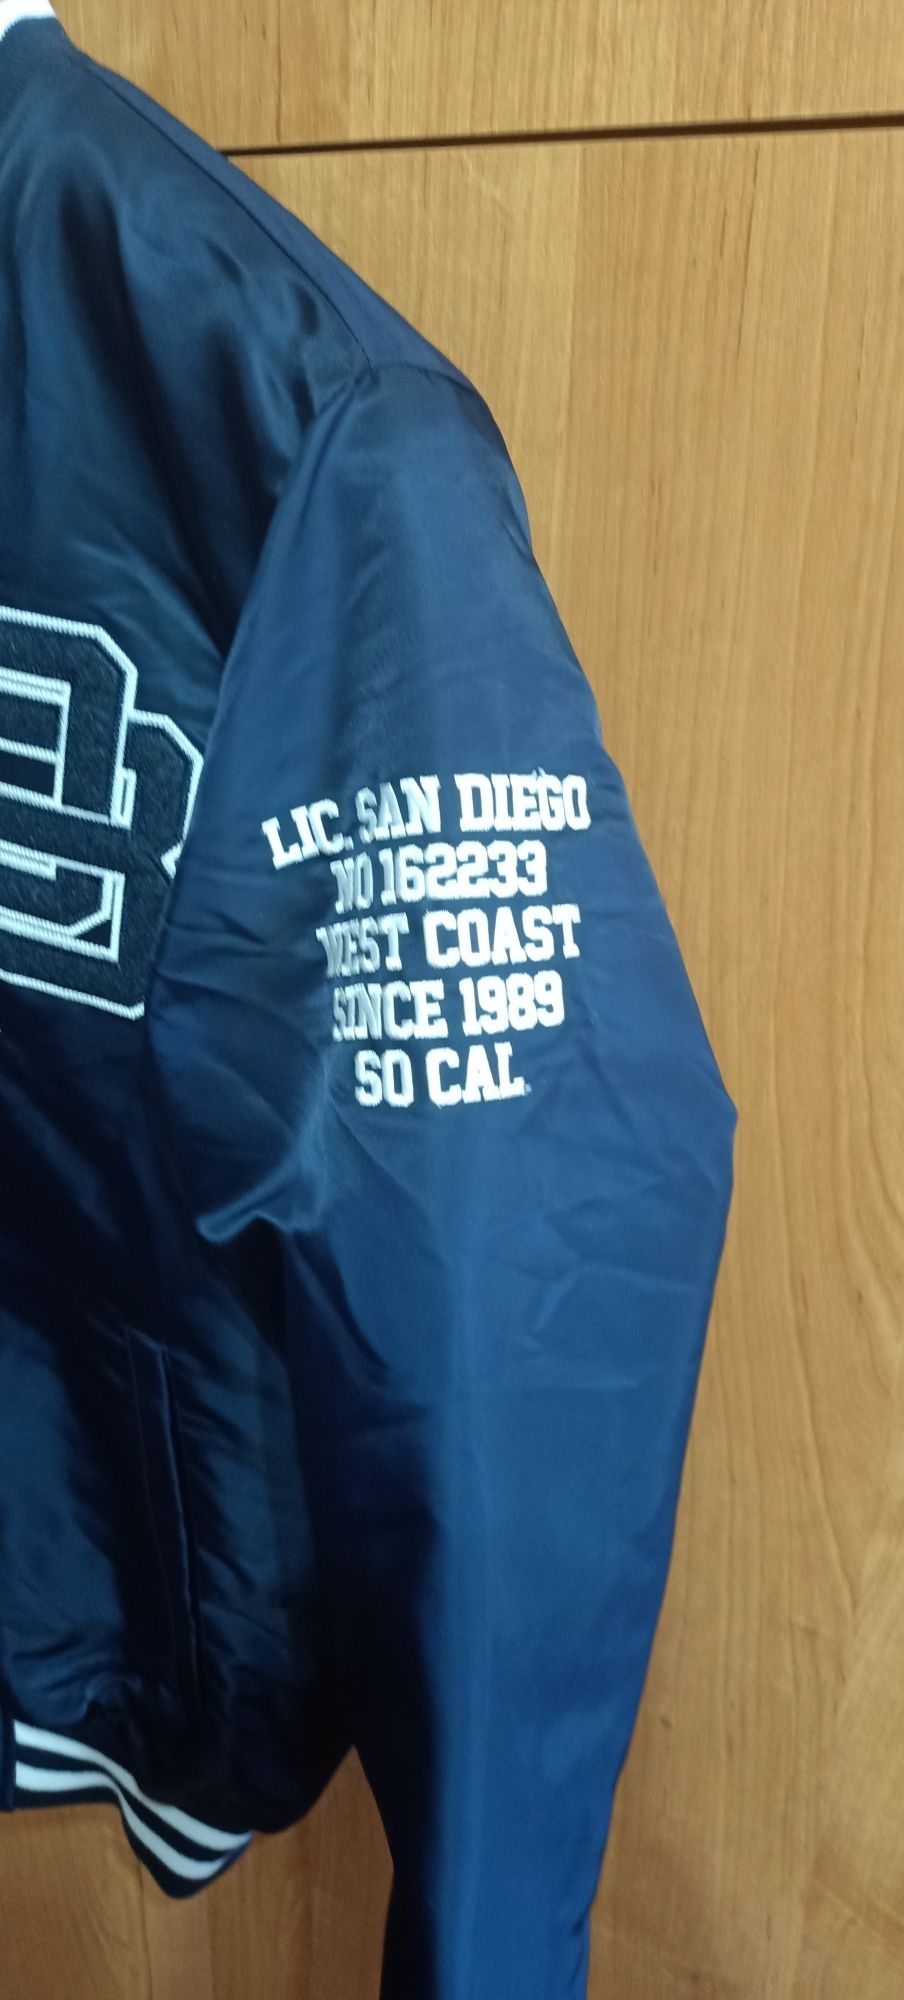 LIC. SAN DIEGO
NO 162233
WEST COAST
SINCE 1989
SO CAL